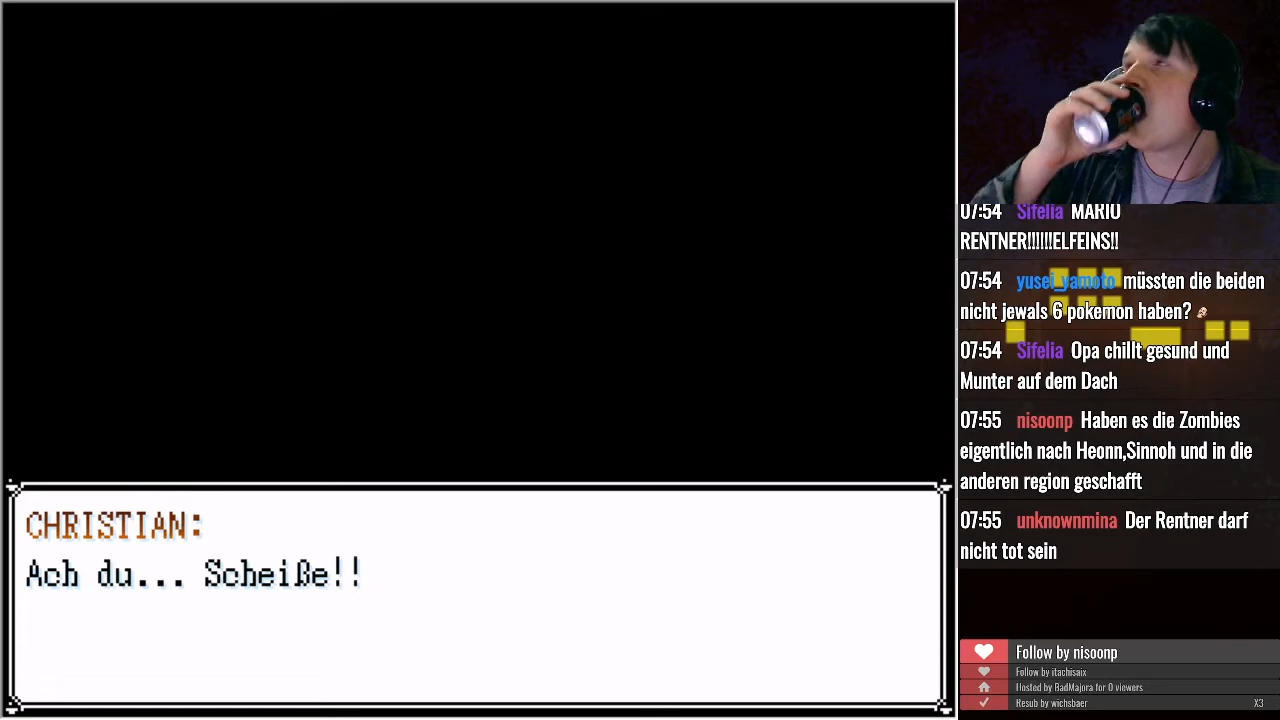 CHRISTIAN:
Ach du... Scheiße!!
07:54 Sifelia MARIO
RENTNER!!!!!!ELFEINS!!
07:54 yusei_yamoto müssten die beiden
nicht jewals 6 pokemon haben?
07:54 Sifelia Opa chillt gesund und
Munter auf dem Dach
07:55 nisoonp Haben es die Zombies
eigentlich nach Heonn,Sinnoh und in die
anderen region geschafft
07:55 unknownmina Der Rentner darf
nicht tot sein
Follow by nisoonp
Follow by itachisaix
Hosted by BadMajora for 0 viewers
Resub by wichsbaer X3